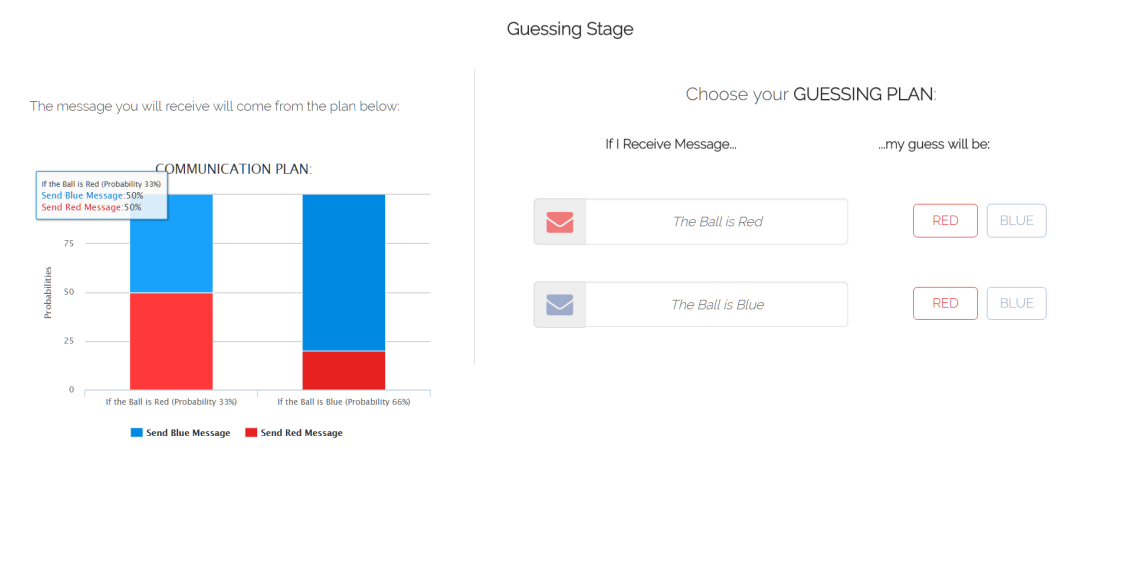 Guessing Stage
The message you will receive will come from the plan below:
COMMUNICATION PLAN:
If the Ball is Red (Probability 33%)
Send Blue Message:50%
Send Red Message:50%
75
50
25
0
Probabilities
If the Ball is Red (Probability 33%)
If the Ball is Blue (Probability 66%)
Send Blue Message
Send Red Message
Choose your GUESSING PLAN:
If I Receive Message...
...my guess will be:
The Ball is Red
RED
BLUE
The Ball is Blue
RED
BLUE